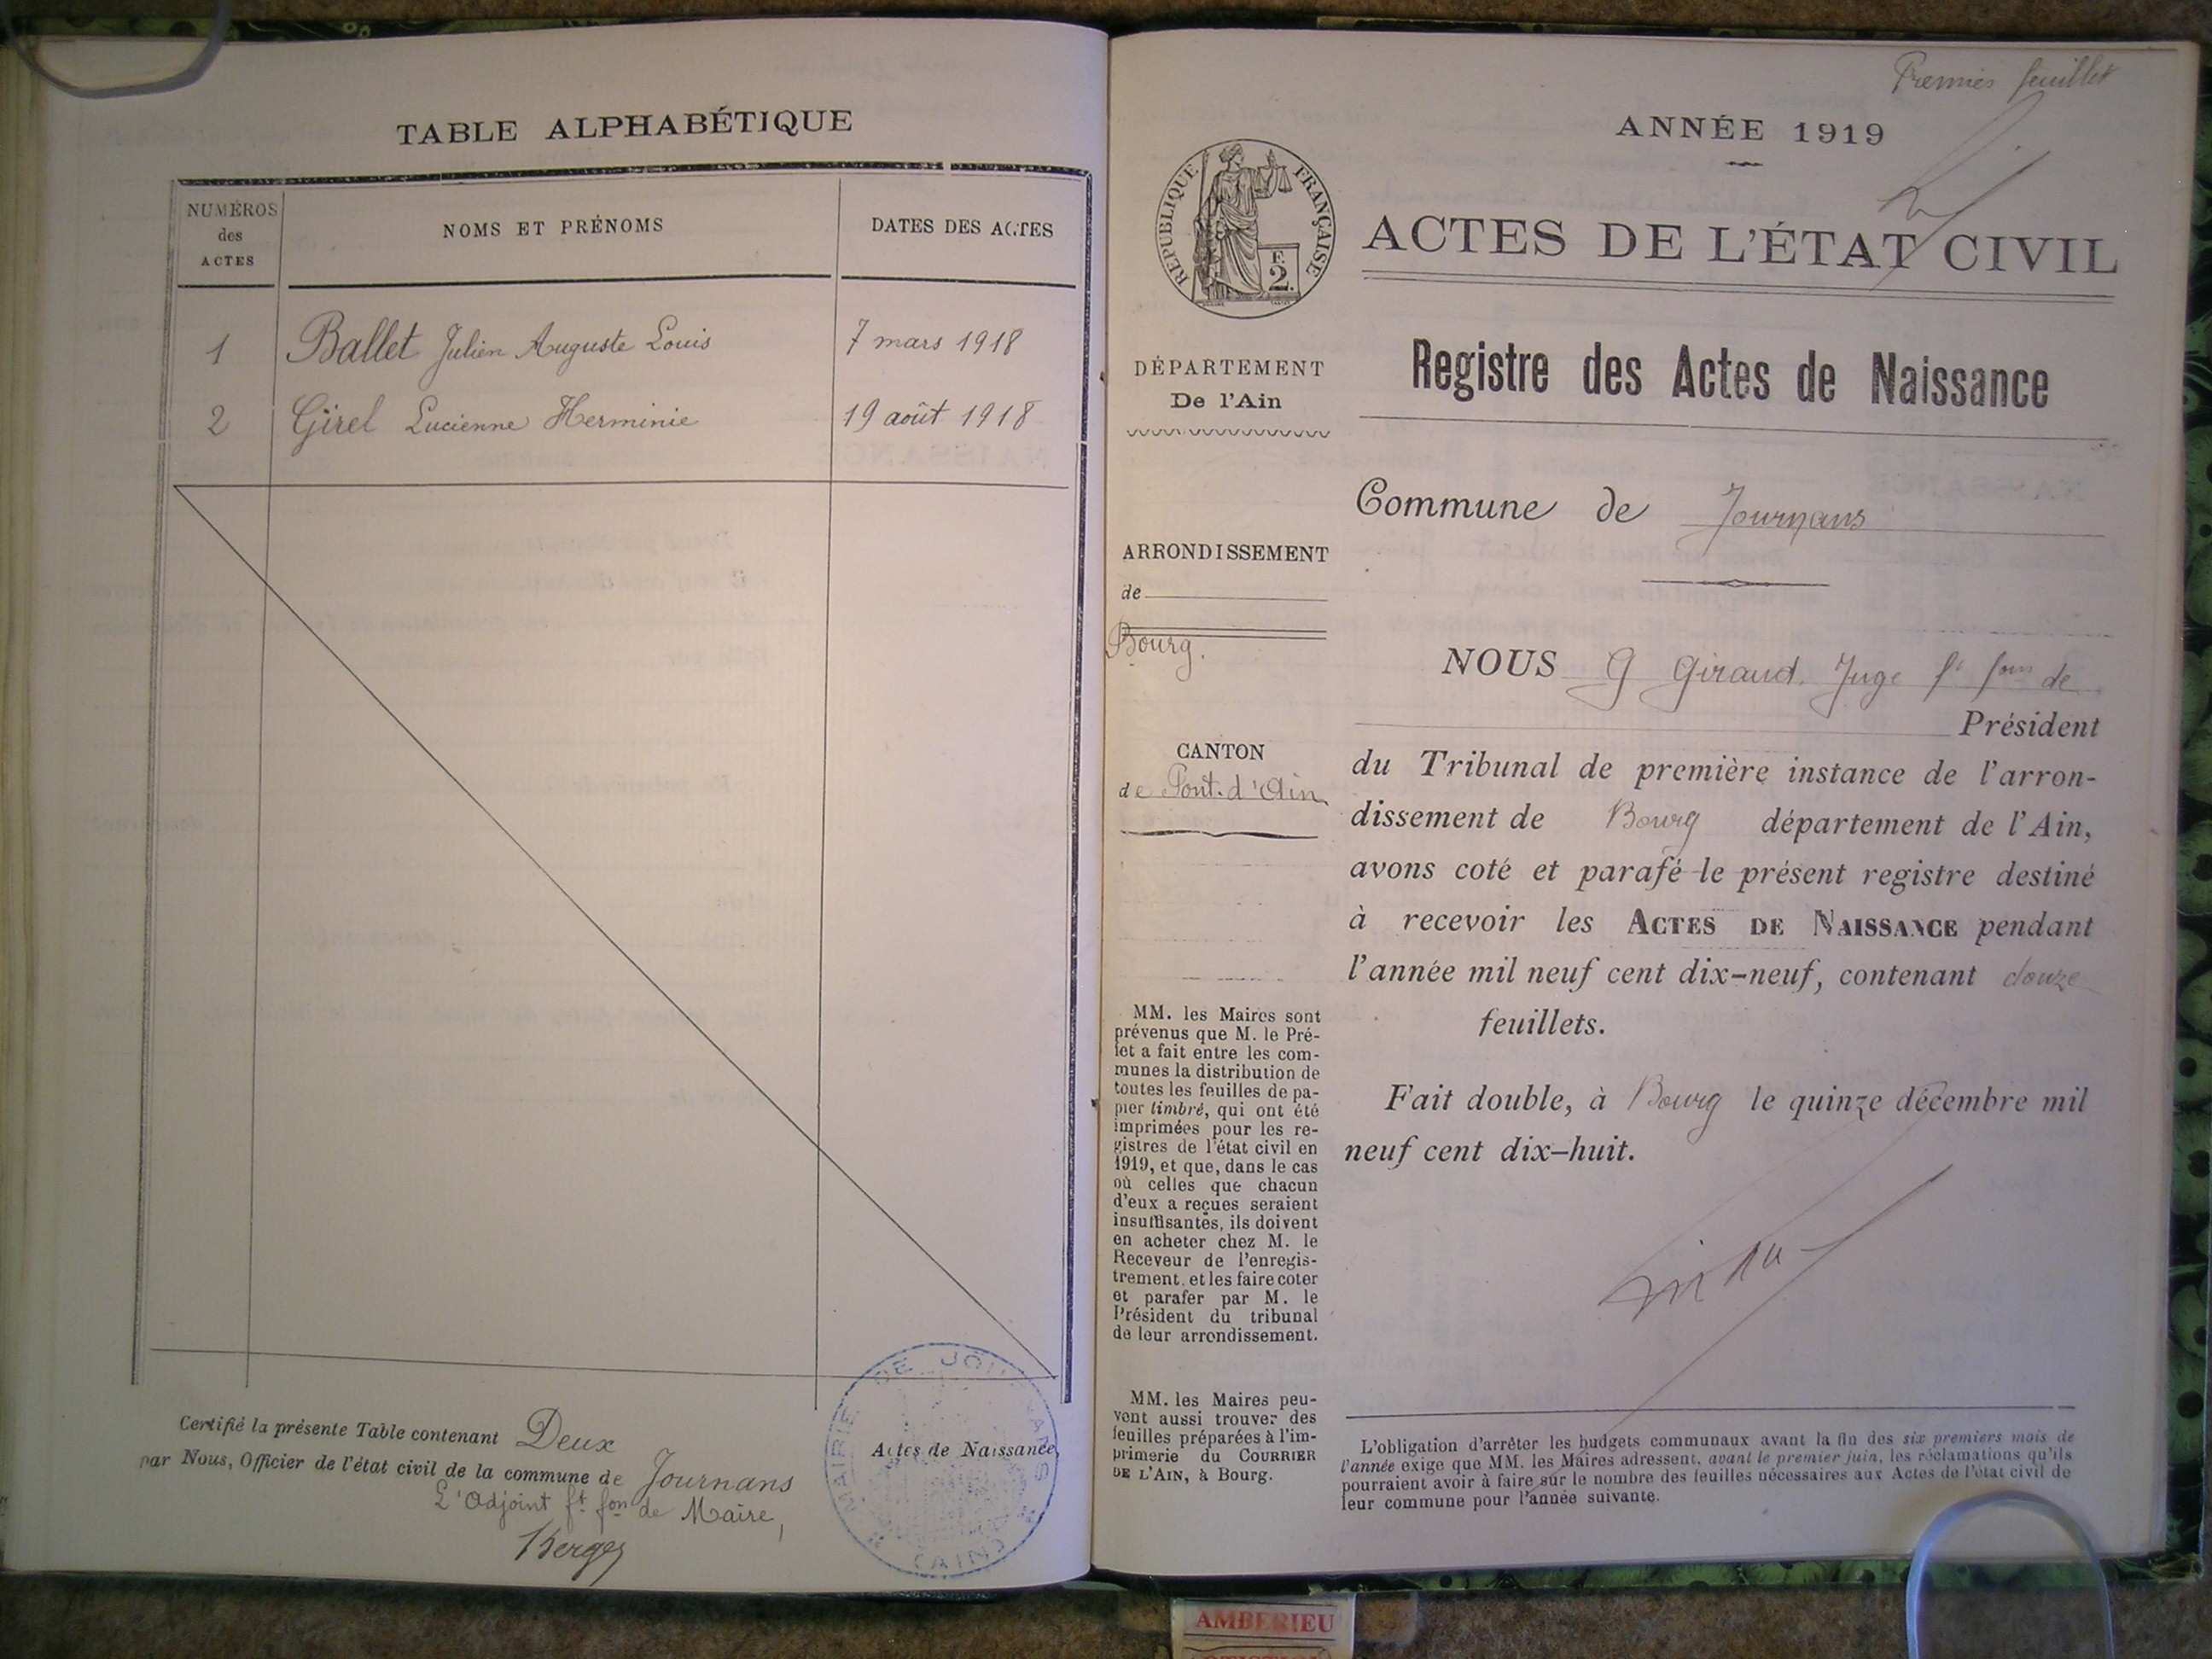 TABLE ALPHABÉTIQUE
NUMÉROS
des
ACTES
NOMS ET PRÉNOMS
DATES DES ACTES
1 Ballet Julien Auguste Louis 7 mars 1918
2 Girel Lucienne Herminie 19 août 1918
Certifié la présente Table contenant Deux
par Nous, Officier de l'état civil de la commune de Journans
L'Adjoint ft fon de Maire,
Berger
Actes de Naissance
MAIRIE DE JOURNANS
(AIN)
Premier feuillet
ANNÉE 1919
RÉPUBLIQUE FRANÇAISE
F.
2.
ACTES DE L'ÉTAT CIVIL
Registre des Actes de Naissance
DÉPARTEMENT
De l'Ain
Commune de Journans
ARRONDISSEMENT
de
Bourg.
CANTON
de Pont-d'Ain
NOUS G Giraud, Juge ft fons de
Président
du Tribunal de première instance de l'arron-
dissement de Bourg département de l'Ain,
avons coté et parafé le présent registre destiné
à recevoir les ACTES DE NAISSANCE pendant
l'année mil neuf cent dix-neuf, contenant douze
feuillets.
Fait double, à Bourg le quinze décembre mil
neuf cent dix-huit.
MM. les Maires sont
prévenus que M. le Pré-
fet a fait entre les com-
munes la distribution de
toutes les feuilles de pa-
pier timbré, qui ont été
imprimées pour les re-
gistres de l'état civil en
1919, et que, dans le cas
où celles que chacun
d'eux a reçues seraient
insuffisantes, ils doivent
en acheter chez M. le
Receveur de l'enregis-
trement, et les faire coter
et parafer par M. le
Président du tribunal
de leur arrondissement.
MM. les Maires peu-
vent aussi trouver des
feuilles préparées à l'im-
primerie du COURRIER
DE L'AIN, à Bourg.
L'obligation d'arrêter les budgets communaux avant la fin des six premiers mois de
l'année exige que MM. les Maires adressent, avant le premier juin, les réclamations qu'ils
pourraient avoir à faire sur le nombre des feuilles nécessaires aux Actes de l'état civil de
leur commune pour l'année suivante.
AMBERIEU